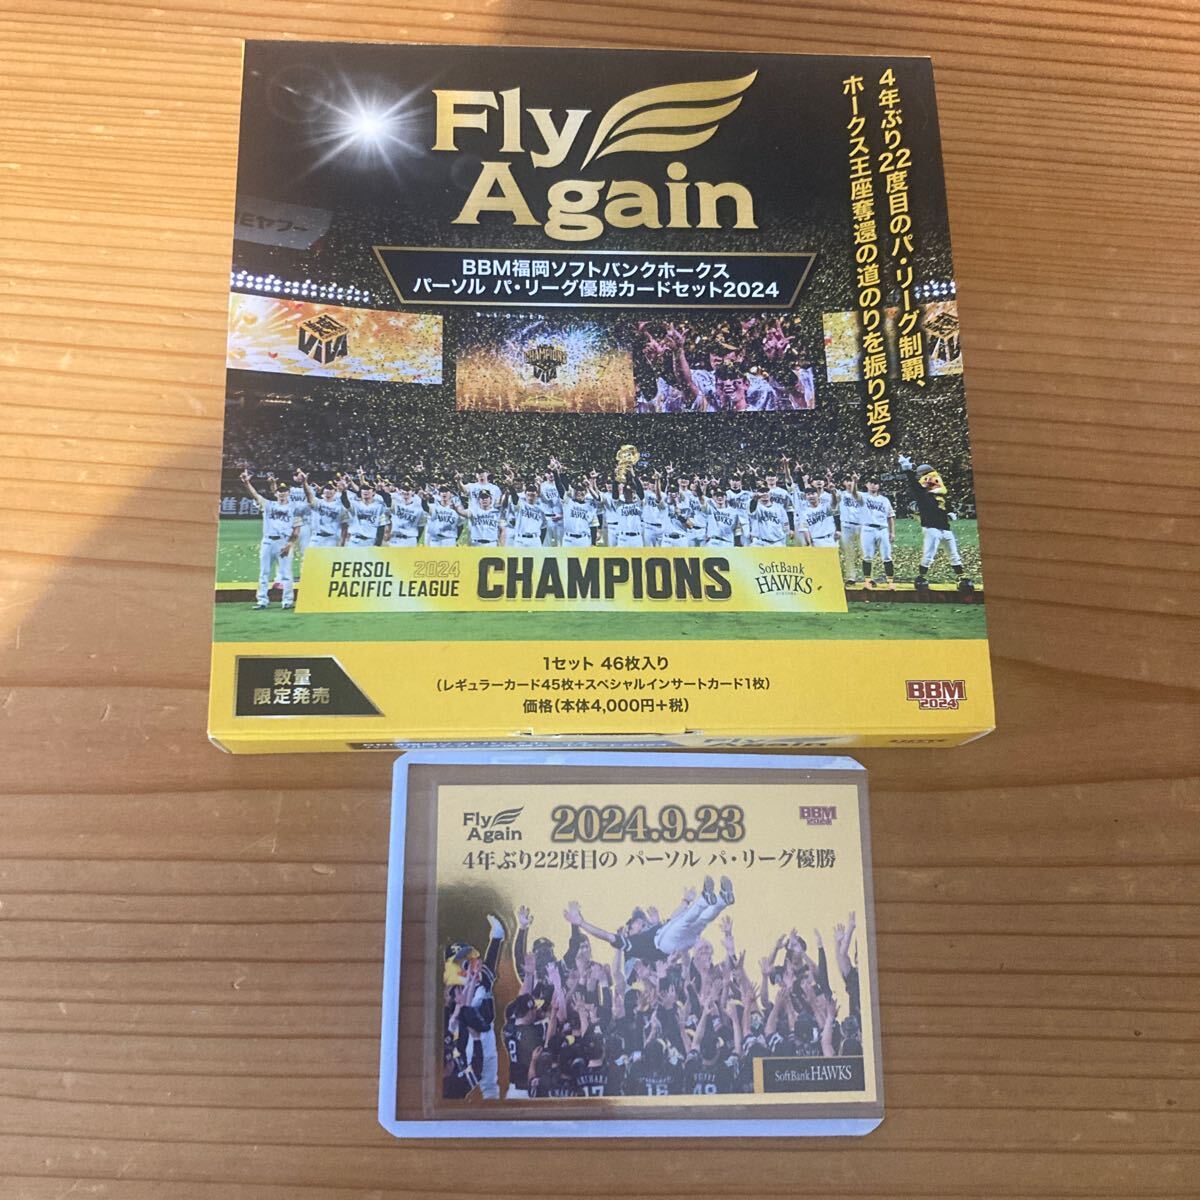 Fly
Again
4年ぶり22度目のパ・リーグ制覇、
ホークス王座奪還の道のりを振り返る
BBM福岡ソフトバンクホークス
パーソル パ・リーグ優勝カードセット2024
CHAMPIONS
PERSOL 2024
PACIFIC LEAGUE
CHAMPIONS
SoftBank
HAWKS
数量
限定発売
1セット 46枚入り
(レギュラーカード45枚+スペシャルインサートカード1枚)
価格(本体4,000円+税)
BBM
2024
Fly
Again
Fly
Again
2024.9.23
BBM
2024
4年ぶり22度目の パーソル パ・リーグ優勝
2
17
16
48
SoftBank HAWKS